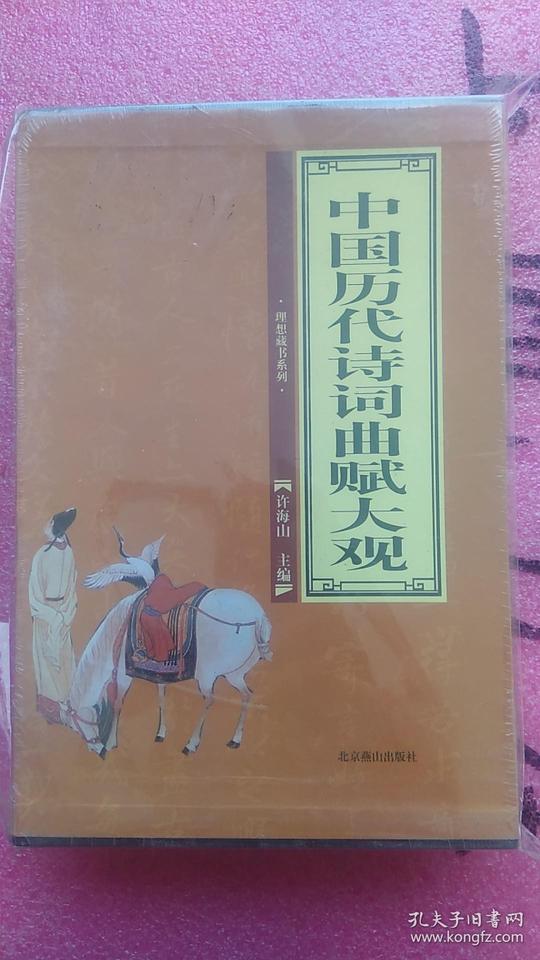 中国历代诗词曲赋大观
·理想藏书系列·
许海山 主编
北京燕山出版社
孔夫子旧书网
www.kongfz.com